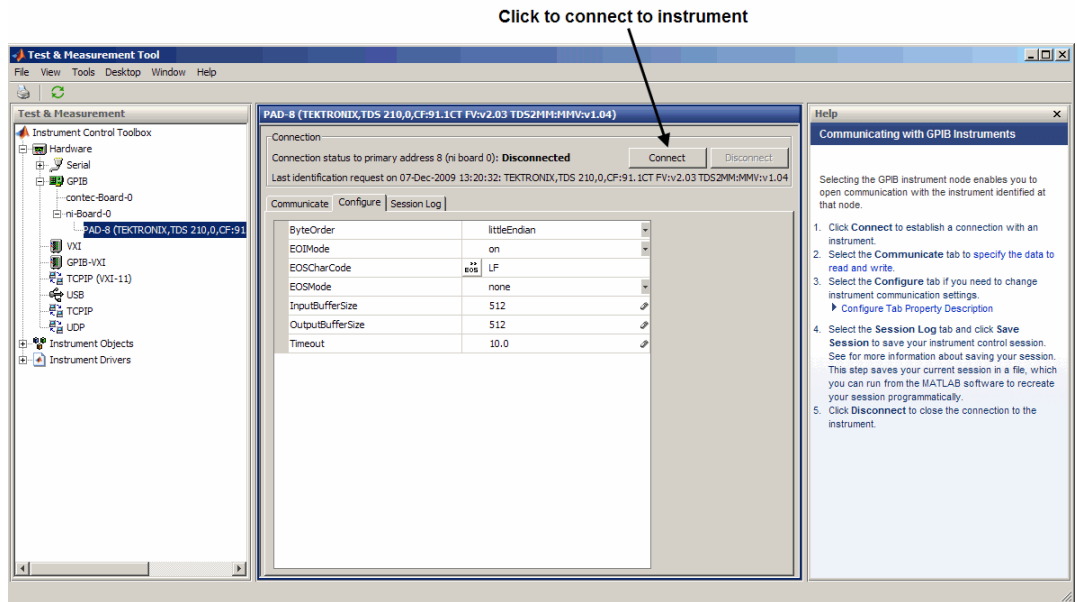 Click to connect to instrument
Test & Measurement Tool
File View Tools Desktop Window Help
Test & Measurement
Instrument Control Toolbox
Hardware
Serial
GPIB
contec-Board-0
ni-Board-0
PAD-8 (TEKTRONIX,TDS 210,0,CF:91
VXI
GPIB-VXI
TCPIP (VXI-11)
USB
TCPIP
UDP
Instrument Objects
Instrument Drivers
PAD-8 (TEKTRONIX,TDS 210,0,CF:91.1CT FV:v2.03 TDS2MM:MMV:v1.04)
Connection
Connection status to primary address 8 (ni board 0): Disconnected
Connect Disconnect
Last identification request on 07-Dec-2009 13:20:32: TEKTRONIX,TDS 210,0,CF:91.1CT FV:v2.03 TDS2MM:MMV:v1.04
Communicate Configure Session Log
ByteOrder littleEndian
EOIMode on
EOSCharCode EOS LF
EOSMode none
InputBufferSize 512
OutputBufferSize 512
Timeout 10.0
Help x
Communicating with GPIB Instruments
Selecting the GPIB instrument node enables you to
open communication with the instrument identified at
that node.
1. Click Connect to establish a connection with an
instrument.
2. Select the Communicate tab to specify the data to
read and write.
3. Select the Configure tab if you need to change
instrument communication settings.
Configure Tab Property Description
4. Select the Session Log tab and click Save
Session to save your instrument control session.
See for more information about saving your session.
This step saves your current session in a file, which
you can run from the MATLAB software to recreate
your session programmatically.
5. Click Disconnect to close the connection to the
instrument.